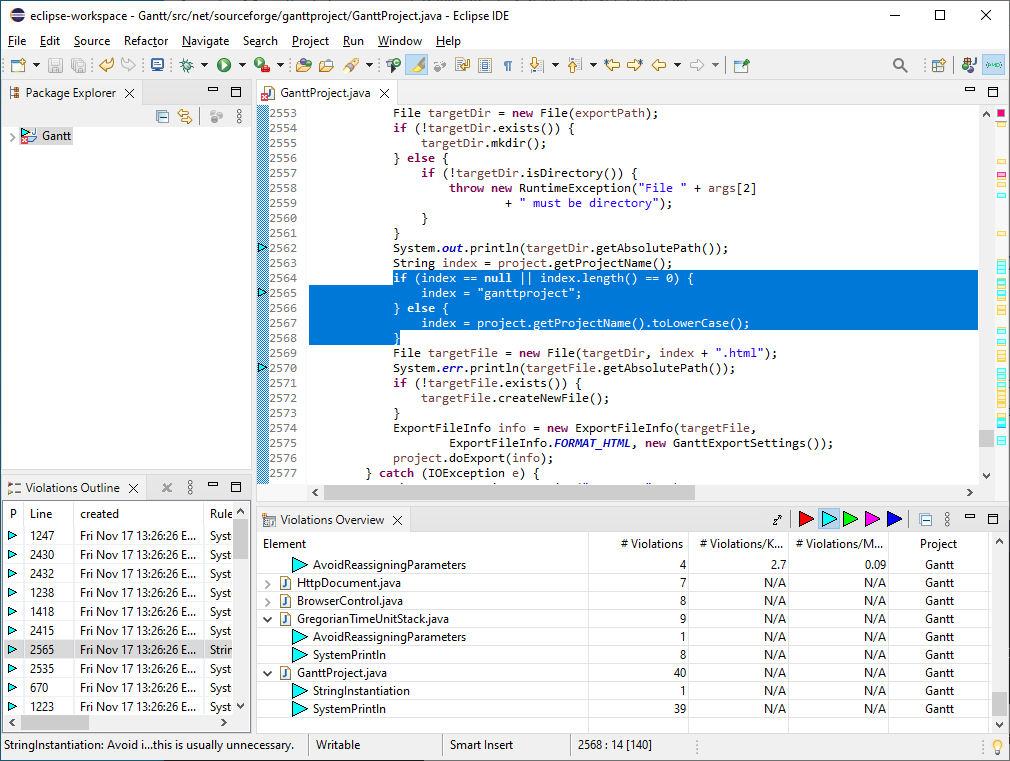 eclipse-workspace - Gantt/src/net/sourceforge/ganttproject/GanttProject.java - Eclipse IDE
File Edit Source Refactor Navigate Search Project Run Window Help
Package Explorer
Gantt
GanttProject.java
2553 File targetDir = new File(exportPath);
2554 if (!targetDir.exists()) {
2555 targetDir.mkdir();
2556 } else {
2557 if (!targetDir.isDirectory()) {
2558 throw new RuntimeException("File " + args[2]
2559 + " must be directory");
2560 }
2561 }
2562 System.out.println(targetDir.getAbsolutePath());
2563 String index = project.getProjectName();
2564 if (index == null || index.length() == 0) {
2565 index = "ganttproject";
2566 } else {
2567 index = project.getProjectName().toLowerCase();
2568 }
2569 File targetFile = new File(targetDir, index + ".html");
2570 System.err.println(targetFile.getAbsolutePath());
2571 if (!targetFile.exists()) {
2572 targetFile.createNewFile();
2573 }
2574 ExportFileInfo info = new ExportFileInfo(targetFile,
2575 ExportFileInfo.FORMAT_HTML, new GanttExportSettings());
2576 project.doExport(info);
2577 } catch (IOException e) {
Violations Outline
P Line created Rule
1247 Fri Nov 17 13:26:26 E... Syst
2430 Fri Nov 17 13:26:26 E... Syst
2432 Fri Nov 17 13:26:26 E... Syst
1238 Fri Nov 17 13:26:26 E... Syst
1418 Fri Nov 17 13:26:26 E... Syst
2415 Fri Nov 17 13:26:26 E... Syst
2565 Fri Nov 17 13:26:26 E... Strin
2535 Fri Nov 17 13:26:26 E... Syst
670 Fri Nov 17 13:26:26 E... Syst
1223 Fri Nov 17 13:26:26 E... Syst
Violations Overview
Element # Violations # Violations/K... # Violations/M... Project
AvoidReassigningParameters 4 2.7 0.09 Gantt
HttpDocument.java 7 N/A N/A Gantt
BrowserControl.java 8 N/A N/A Gantt
GregorianTimeUnitStack.java 9 N/A N/A Gantt
AvoidReassigningParameters 1 N/A N/A Gantt
SystemPrintln 8 N/A N/A Gantt
GanttProject.java 40 N/A N/A Gantt
StringInstantiation 1 N/A N/A Gantt
SystemPrintln 39 N/A N/A Gantt
StringInstantiation: Avoid i...this is usually unnecessary. Writable Smart Insert 2568 : 14 [140]